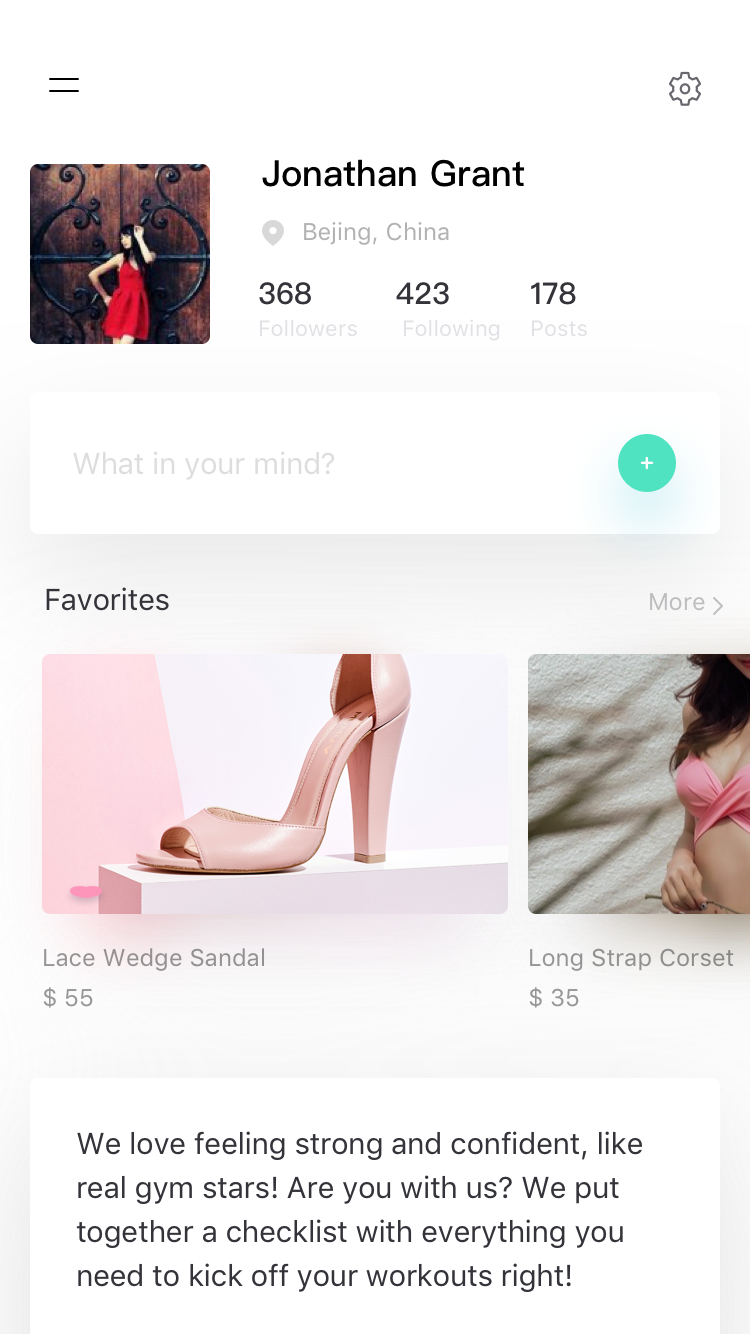 Jonathan Grant
Bejing, China
368 423 178
Followers Following Posts
What in your mind?
+
Favorites
More
Lace Wedge Sandal
$ 55
Long Strap Corset
$ 35
We love feeling strong and confident, like
real gym stars! Are you with us? We put
together a checklist with everything you
need to kick off your workouts right!